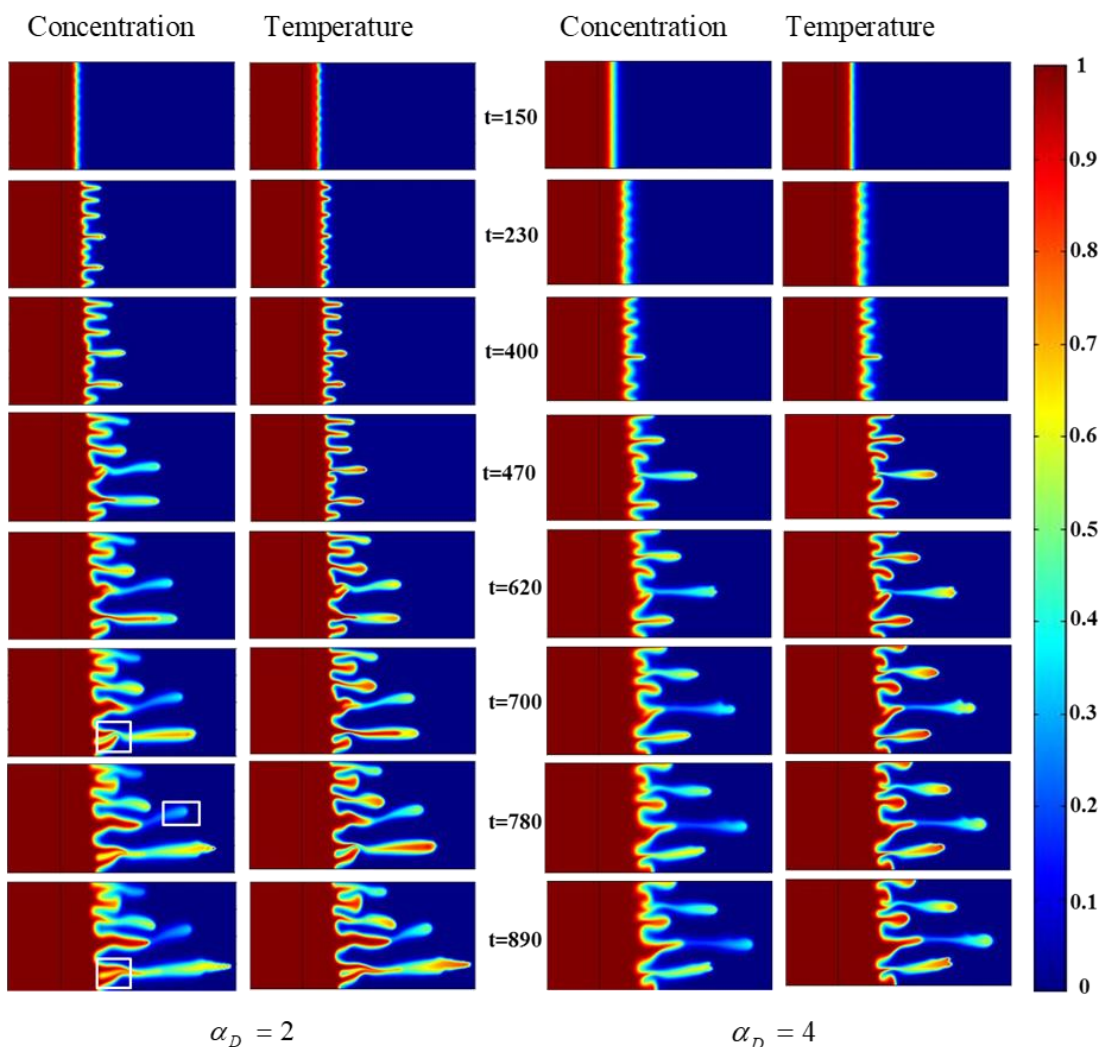 Concentration Temperature Concentration Temperature
t=150
t=230
t=400
t=470
t=620
t=700
t=780
t=890
1
0.9
0.8
0.7
0.6
0.5
0.4
0.3
0.2
0.1
0
α_D = 2 α_D = 4